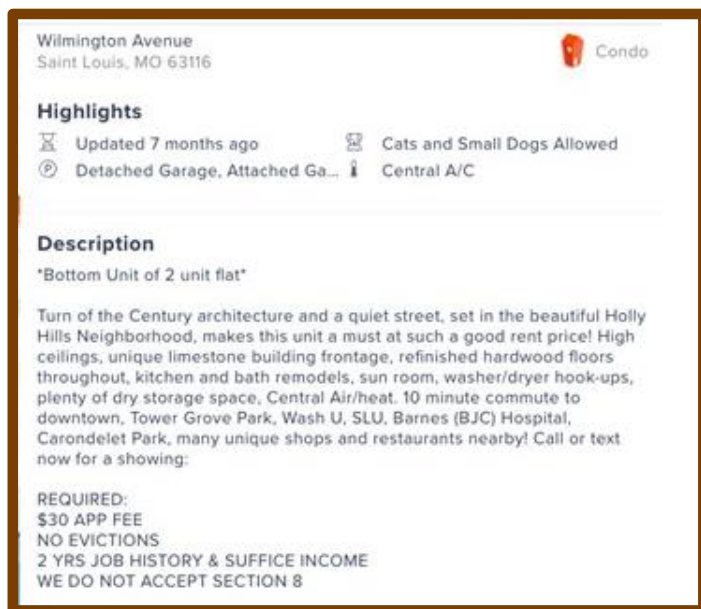 Wilmington Avenue
Saint Louis, MO 63116
Condo
Highlights
Updated 7 months ago
Cats and Small Dogs Allowed
P
Detached Garage, Attached Ga...
Central A/C
Description
*Bottom Unit of 2 unit flat*
Turn of the Century architecture and a quiet street, set in the beautiful Holly
Hills Neighborhood, makes this unit a must at such a good rent price! High
ceilings, unique limestone building frontage, refinished hardwood floors
throughout, kitchen and bath remodels, sun room, washer/dryer hook-ups,
plenty of dry storage space, Central Air/heat. 10 minute commute to
downtown, Tower Grove Park, Wash U, SLU, Barnes (BJC) Hospital,
Carondelet Park, many unique shops and restaurants nearby! Call or text
now for a showing:
REQUIRED:
$30 APP FEE
NO EVICTIONS
2 YRS JOB HISTORY & SUFFICE INCOME
WE DO NOT ACCEPT SECTION 8